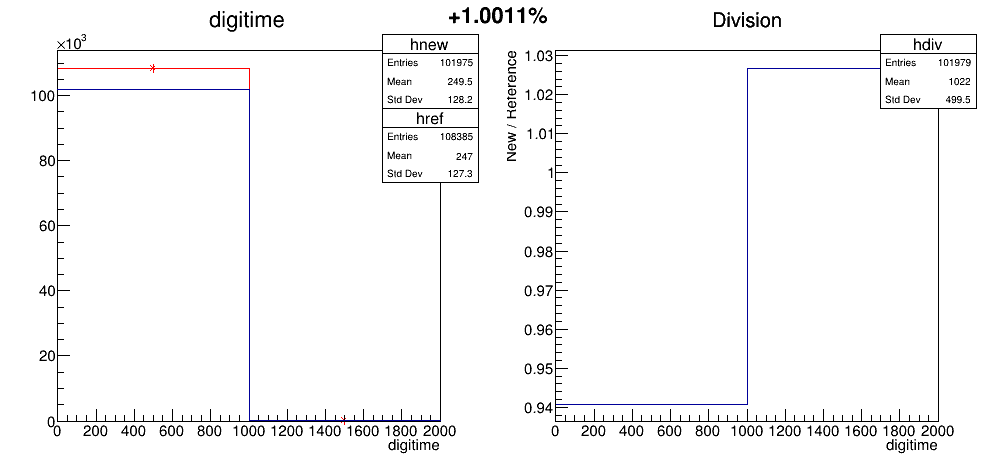 +1.0011%
digitime
×10³
hnew
Entries 101975
Mean 249.5
Std Dev 128.2
href
Entries 108385
Mean 247
Std Dev 127.3
100
80
60
40
20
0
0 200 400 600 800 1000 1200 1400 1600 1800 2000
digitime
Division
hdiv
Entries 101979
Mean 1022
Std Dev 499.5
New / Reference
1.03
1.02
1.01
1
0.99
0.98
0.97
0.96
0.95
0.94
0 200 400 600 800 1000 1200 1400 1600 1800 2000
digitime